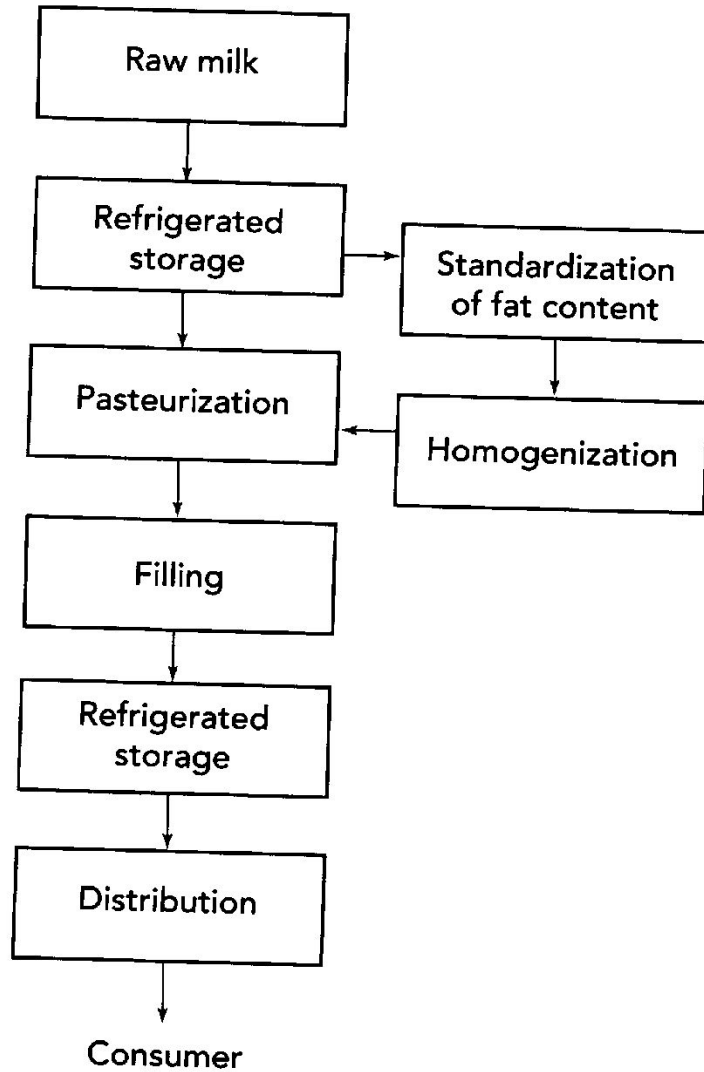 Raw milk
Refrigerated
storage
Standardization
of fat content
Pasteurization
Homogenization
Filling
Refrigerated
storage
Distribution
Consumer